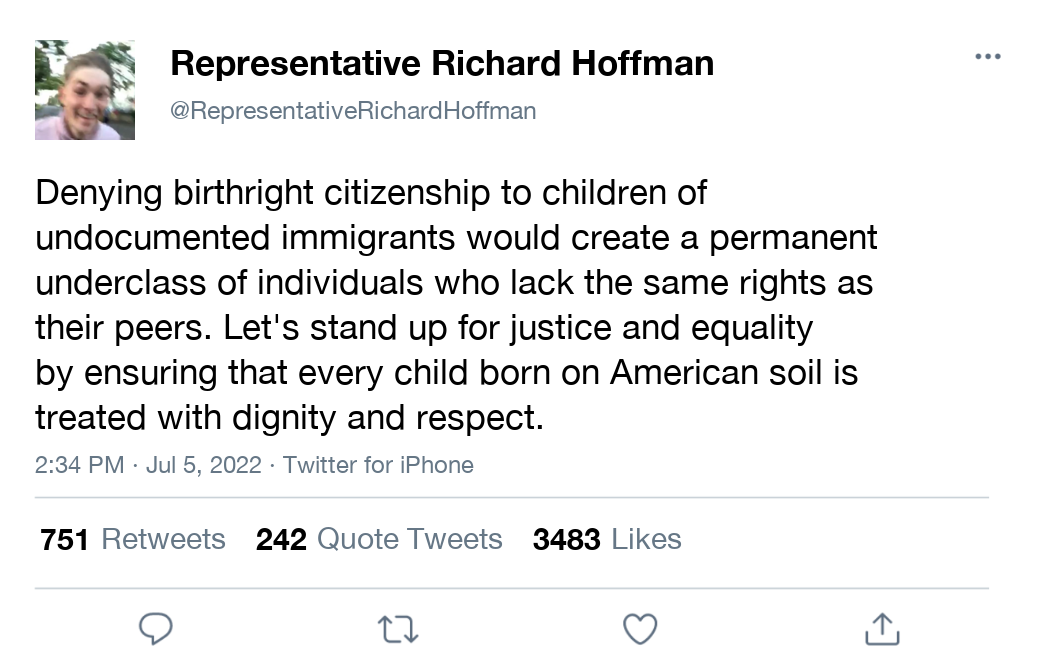 Representative Richard Hoffman
@RepresentativeRichardHoffman
Denying birthright citizenship to children of
undocumented immigrants would create a permanent
underclass of individuals who lack the same rights as
their peers. Let's stand up for justice and equality
by ensuring that every child born on American soil is
treated with dignity and respect.
2:34 PM · Jul 5, 2022 · Twitter for iPhone
751 Retweets 242 Quote Tweets 3483 Likes